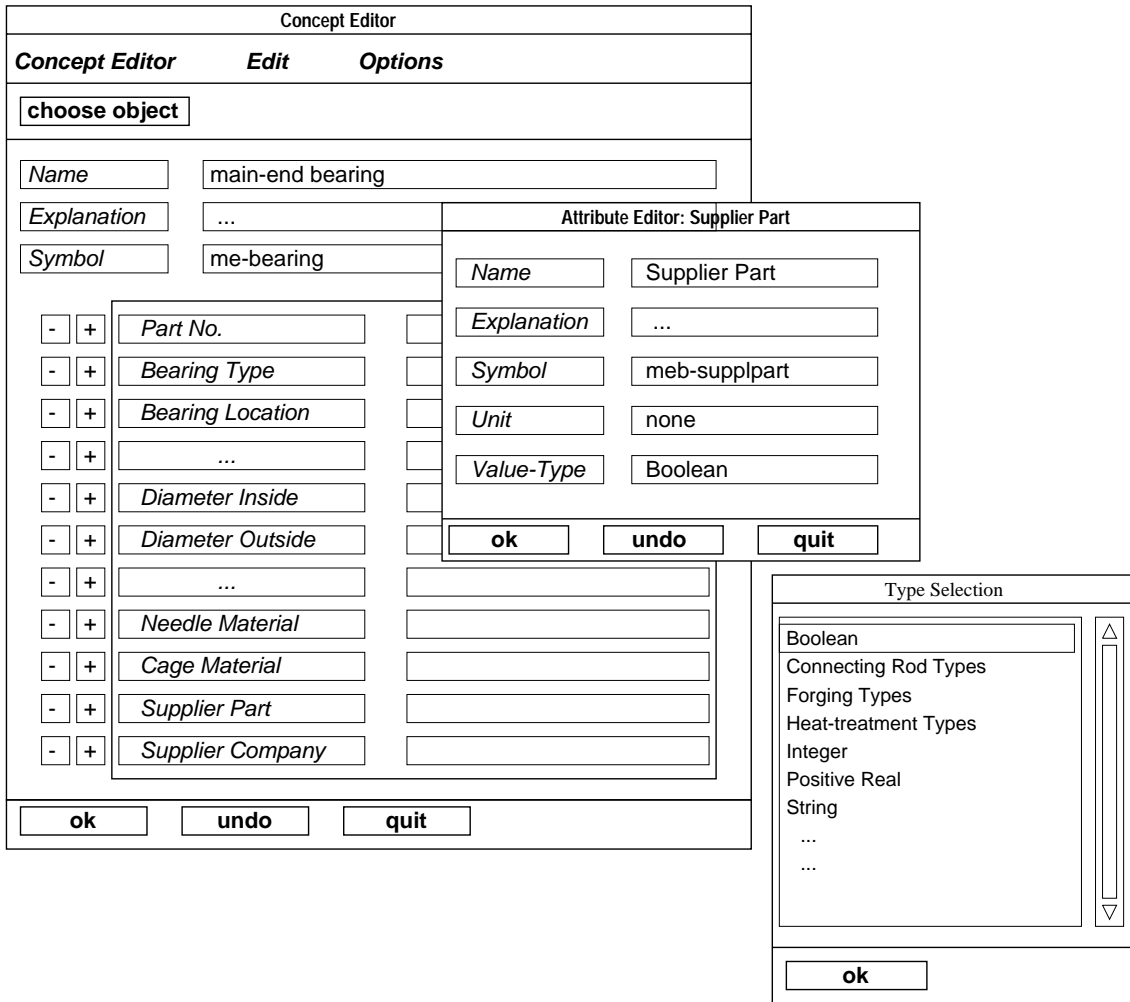 Concept Editor
Concept Editor Edit Options
choose object
Name main-end bearing
Explanation ...
Symbol me-bearing
- + Part No.
- + Bearing Type
- + Bearing Location
- + ...
- + Diameter Inside
- + Diameter Outside
- + ...
- + Needle Material
- + Cage Material
- + Supplier Part
- + Supplier Company
ok undo quit
Attribute Editor: Supplier Part
Name Supplier Part
Explanation ...
Symbol meb-supplpart
Unit none
Value-Type Boolean
ok undo quit
Type Selection
Boolean
Connecting Rod Types
Forging Types
Heat-treatment Types
Integer
Positive Real
String
...
...
ok